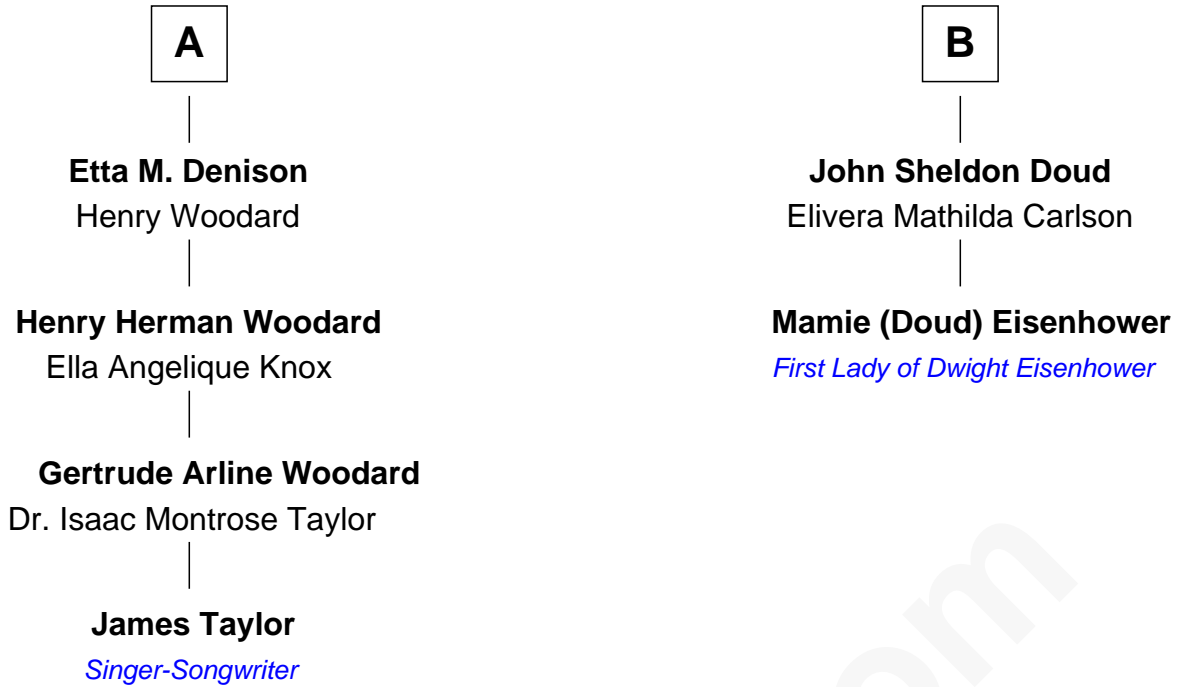 A
Etta M. Denison
Henry Woodard
Henry Herman Woodard
Ella Angelique Knox
Gertrude Arline Woodard
Dr. Isaac Montrose Taylor
James Taylor
Singer-Songwriter
B
John Sheldon Doud
Elivera Mathilda Carlson
Mamie (Doud) Eisenhower
First Lady of Dwight Eisenhower
om